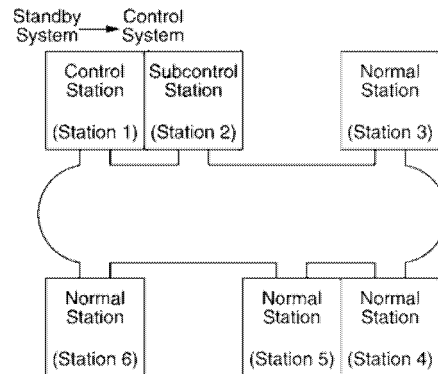 Standby Control
System System
Control Subcontrol Normal
Station Station Station
(Station 1) (Station 2) (Station 3)
Normal Normal Normal
Station Station Station
(Station 6) (Station 5) (Station 4)